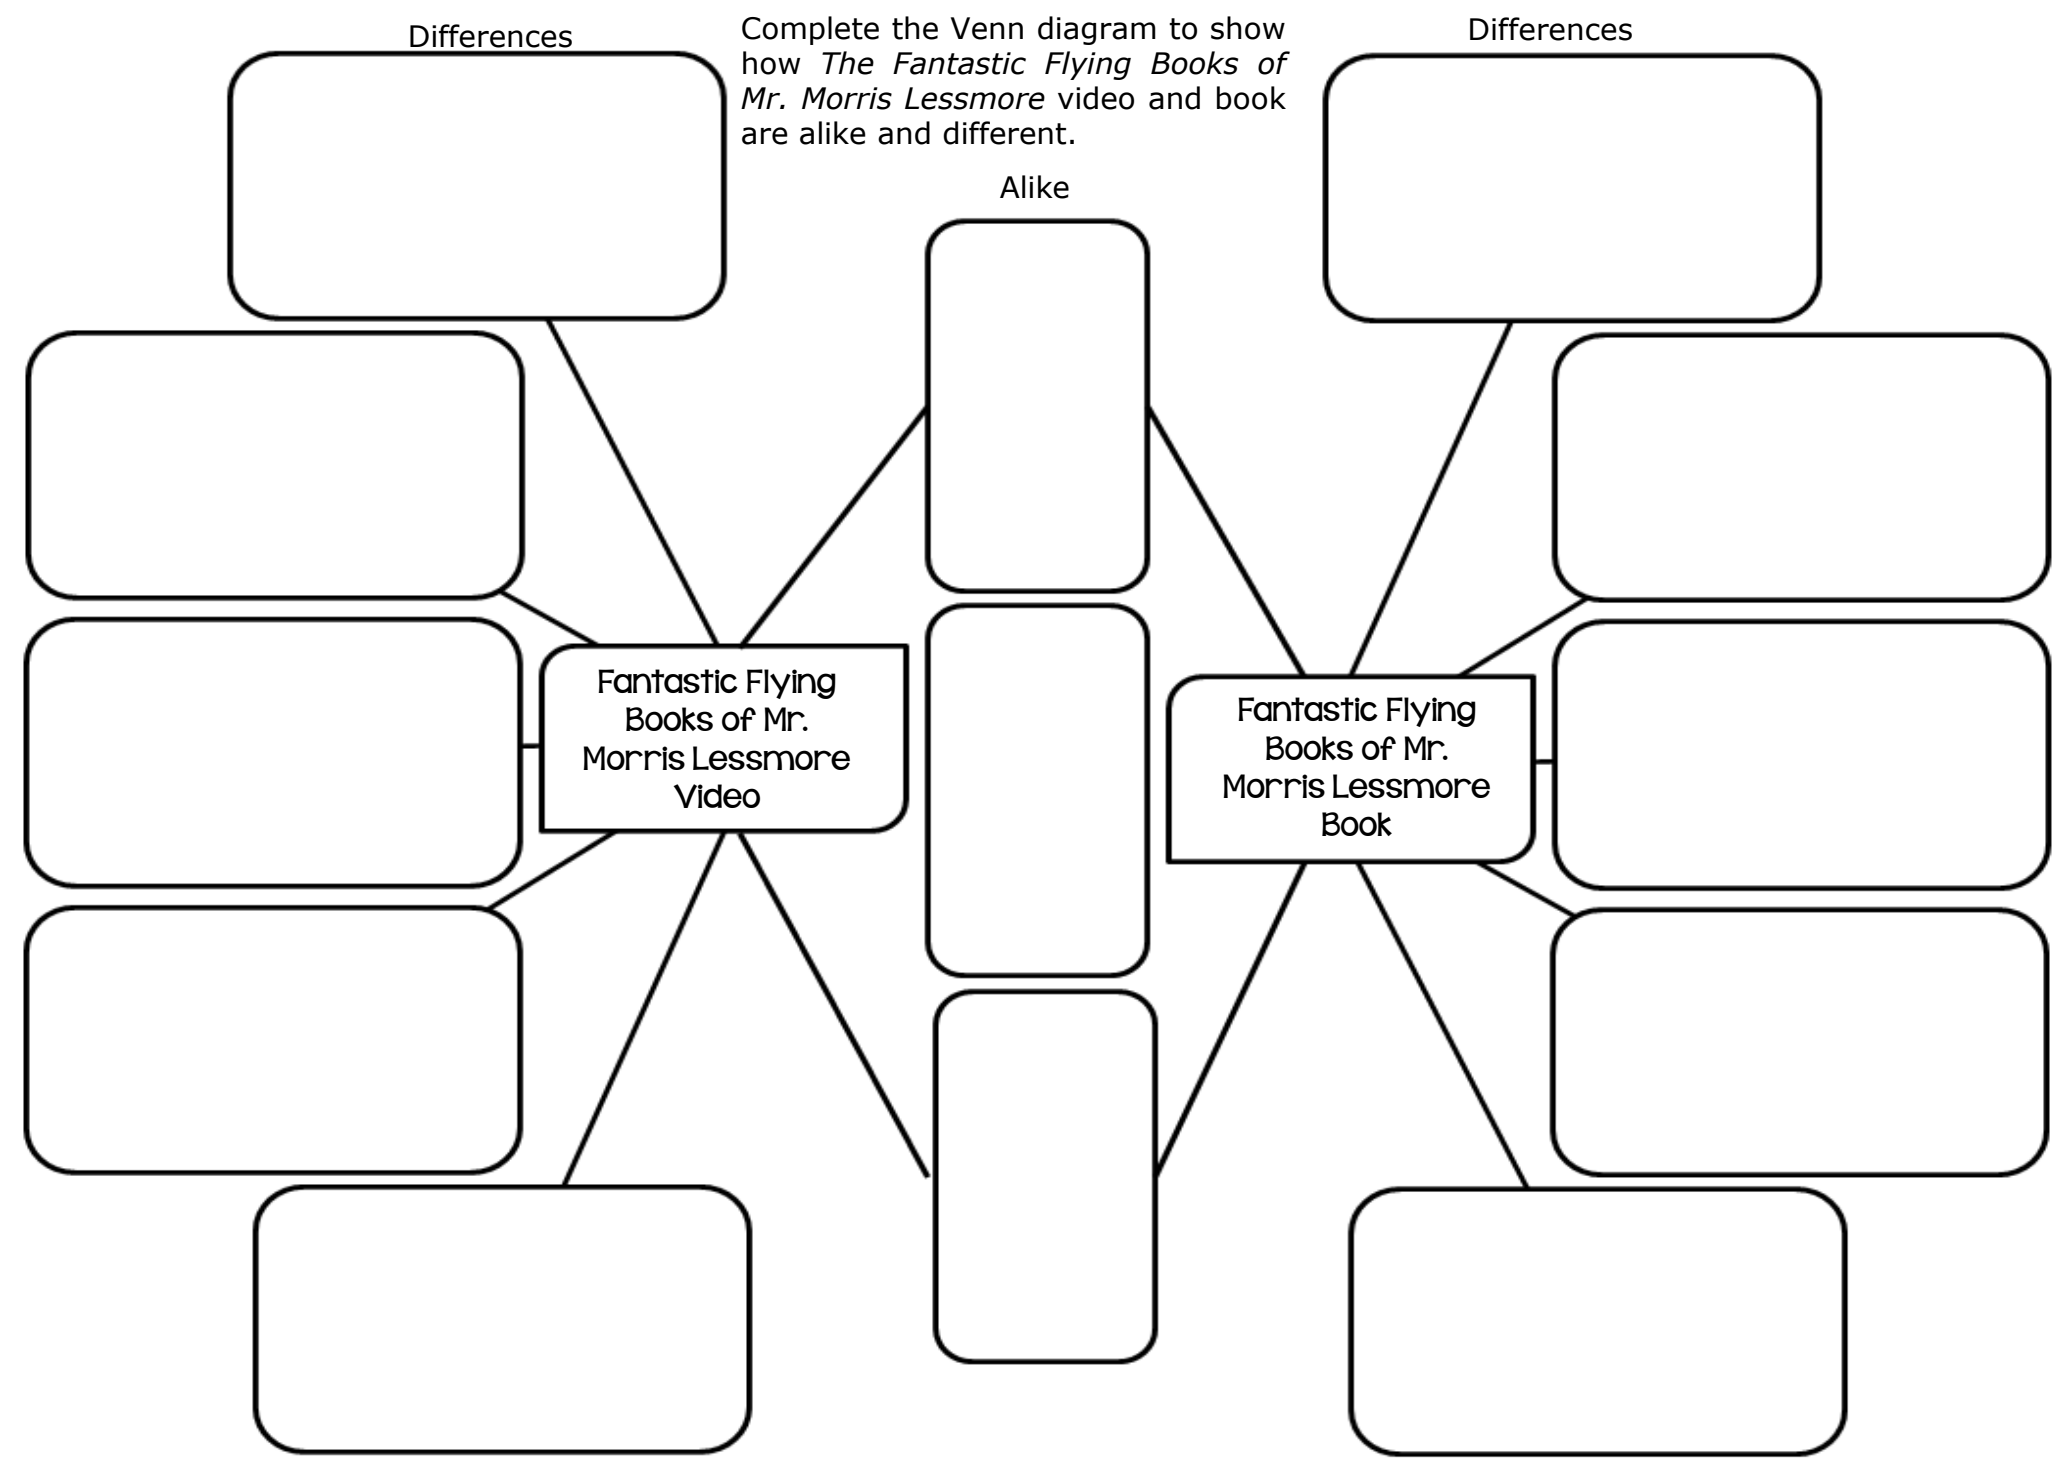 Differences
Complete the Venn diagram to show
how The Fantastic Flying Books of
Mr. Morris Lessmore video and book
are alike and different.
Differences
Alike
Fantastic Flying
Books of Mr.
Morris Lessmore
Video
Fantastic Flying
Books of Mr.
Morris Lessmore
Book